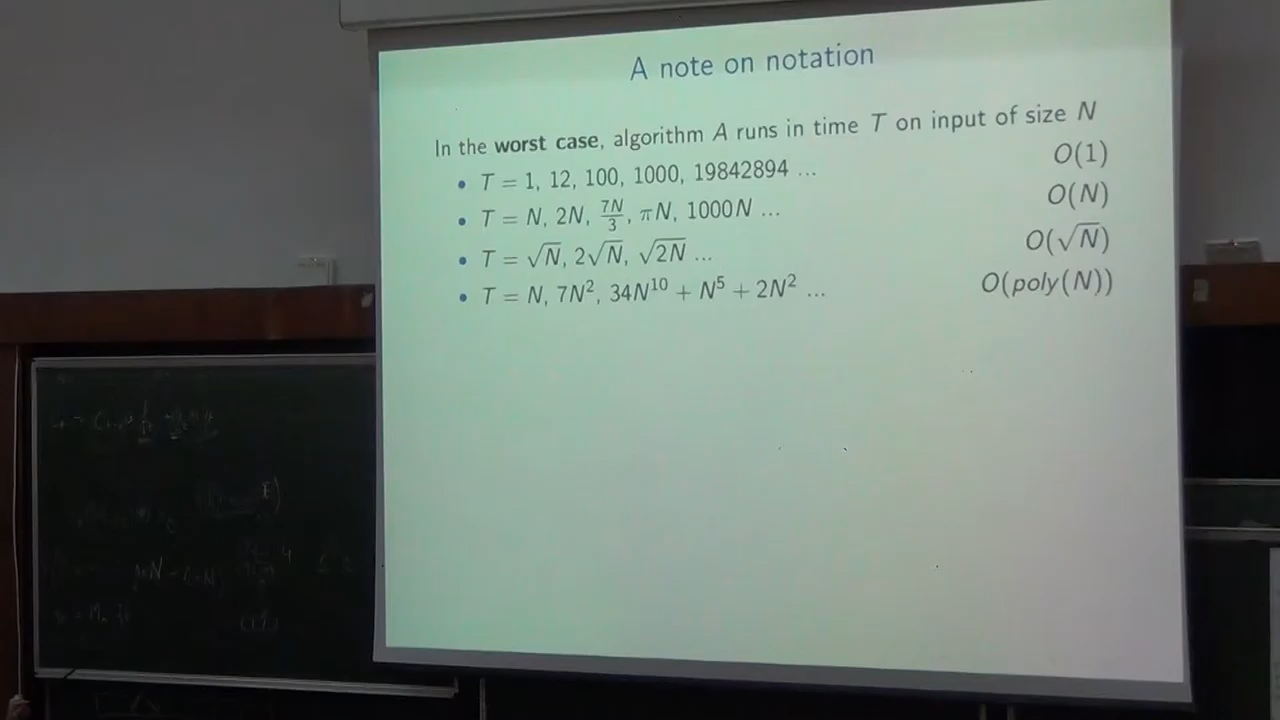 A note on notation
In the worst case, algorithm A runs in time T on input of size N
• T = 1, 12, 100, 1000, 19842894 ... O(1)
• T = N, 2N, 7N/3, πN, 1000N ... O(N)
• T = √N, 2√N, √2N ... O(√N)
• T = N, 7N², 34N¹⁰ + N⁵ + 2N² ... O(poly(N))